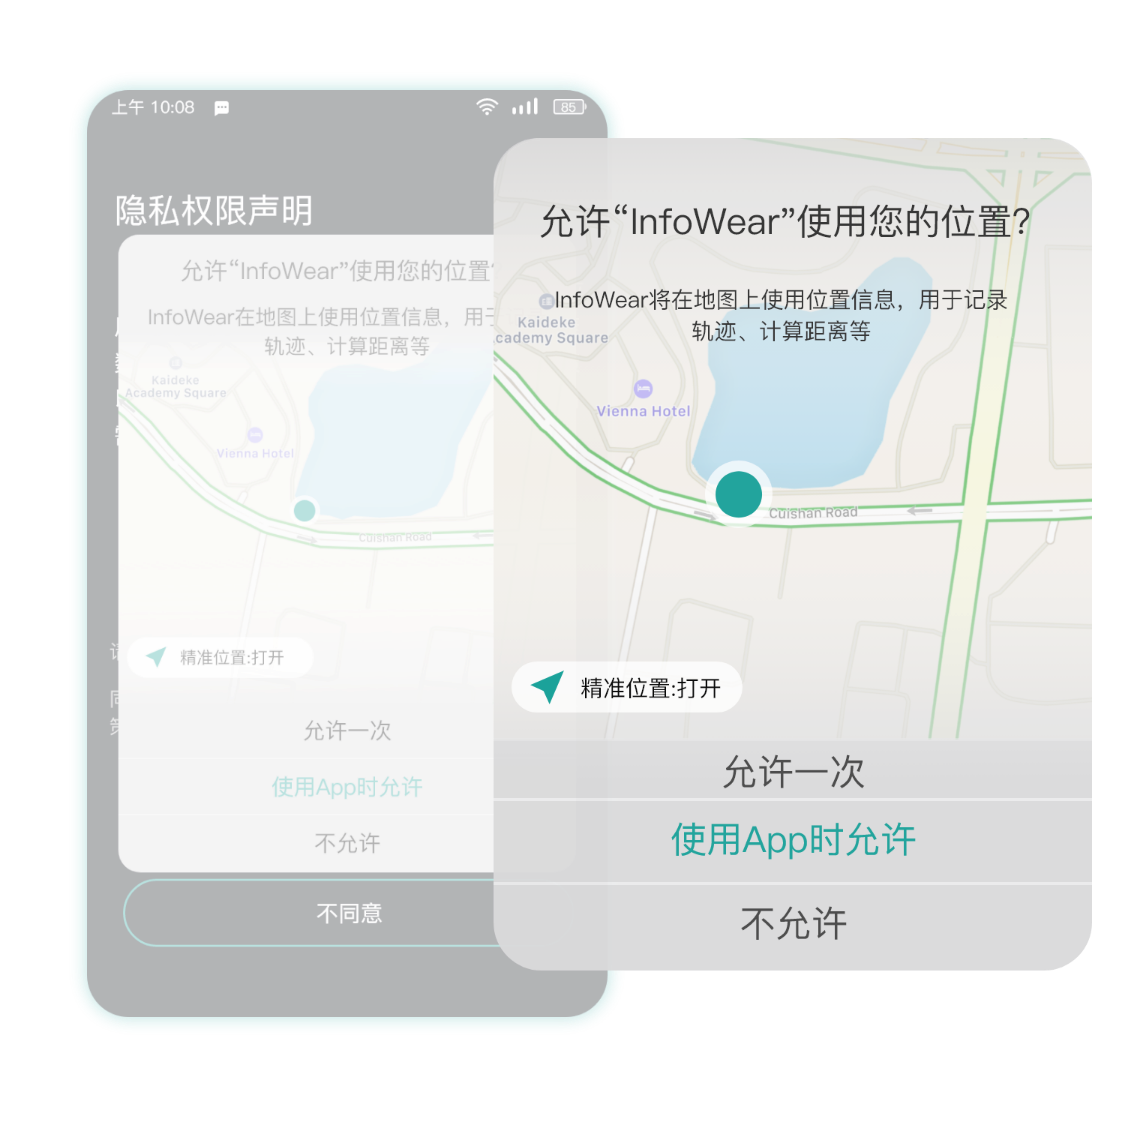 上午 10:08
85
隐私权限声明
允许“InfoWear”使用您的位置
InfoWear在地图上使用位置信息，用于
轨迹、计算距离等
Kaideke
Academy Square
Vienna Hotel
Cuishan Road
精准位置:打开
允许一次
使用App时允许
不允许
不同意
允许“InfoWear”使用您的位置?
InfoWear将在地图上使用位置信息，用于记录
轨迹、计算距离等
Kaideke
cademy Square
Vienna Hotel
Cuishan Road
精准位置:打开
允许一次
使用App时允许
不允许